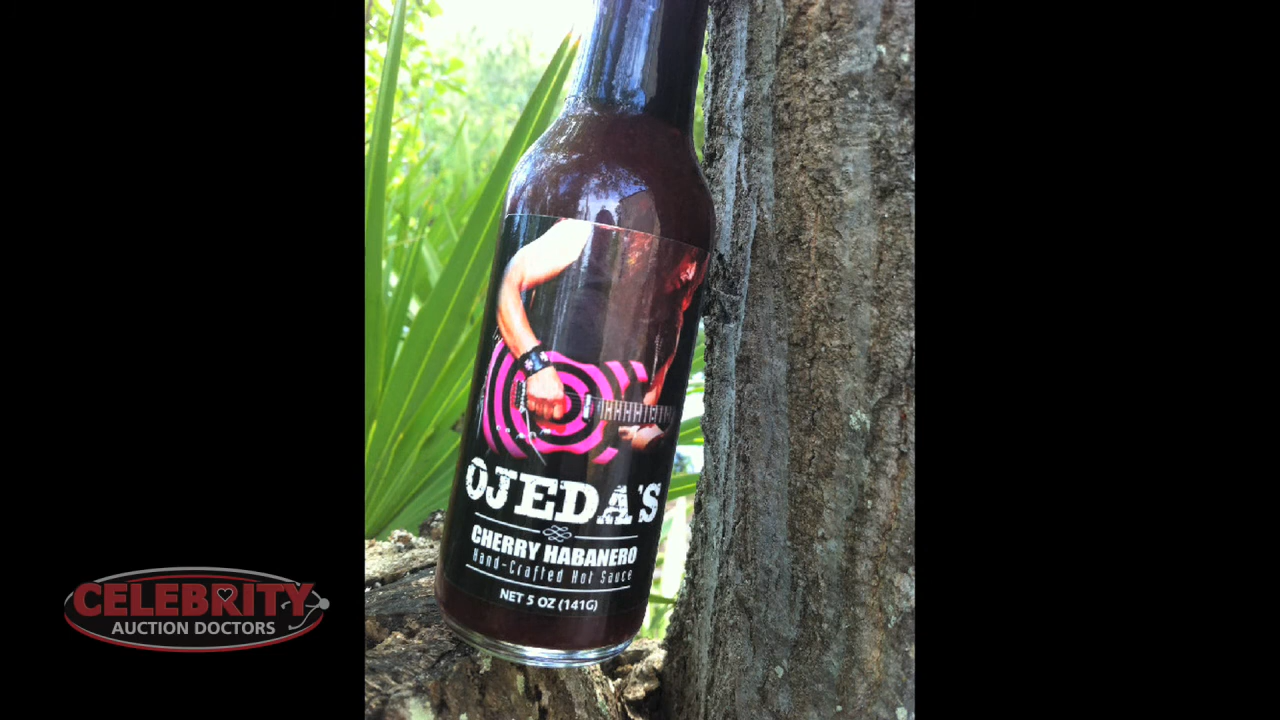 OJEDA'S
CHERRY HABANERO
Hand-Crafted Hot Sauce
NET 5 OZ (141G)
CELEBRITY
AUCTION DOCTORS